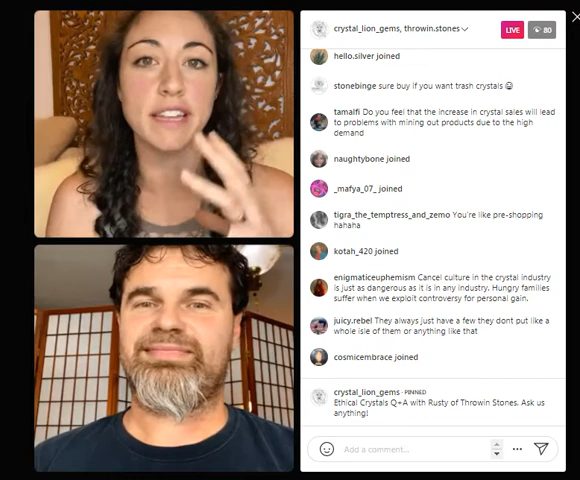 crystal_lion_gems, throwin.stones
LIVE
80
hello.silver joined
stonebinge sure buy if you want trash crystals 😅
tamalfi Do you feel that the increase in crystal sales will lead
to problems with mining out products due to the high
demand
naughtybone joined
_mafya_07_ joined
tigra_the_temptress_and_zemo You're like pre-shopping
hahaha
kotah_420 joined
enigmaticeuphemism Cancel culture in the crystal industry
is just as dangerous as it is in any industry. Hungry families
suffer when we exploit controversy for personal gain.
juicy.rebel They always just have a few they dont put like a
whole isle of them or anything like that
cosmicembrace joined
crystal_lion_gems · PINNED
Ethical Crystals Q+A with Rusty of Throwin Stones. Ask us
anything!
Add a comment...